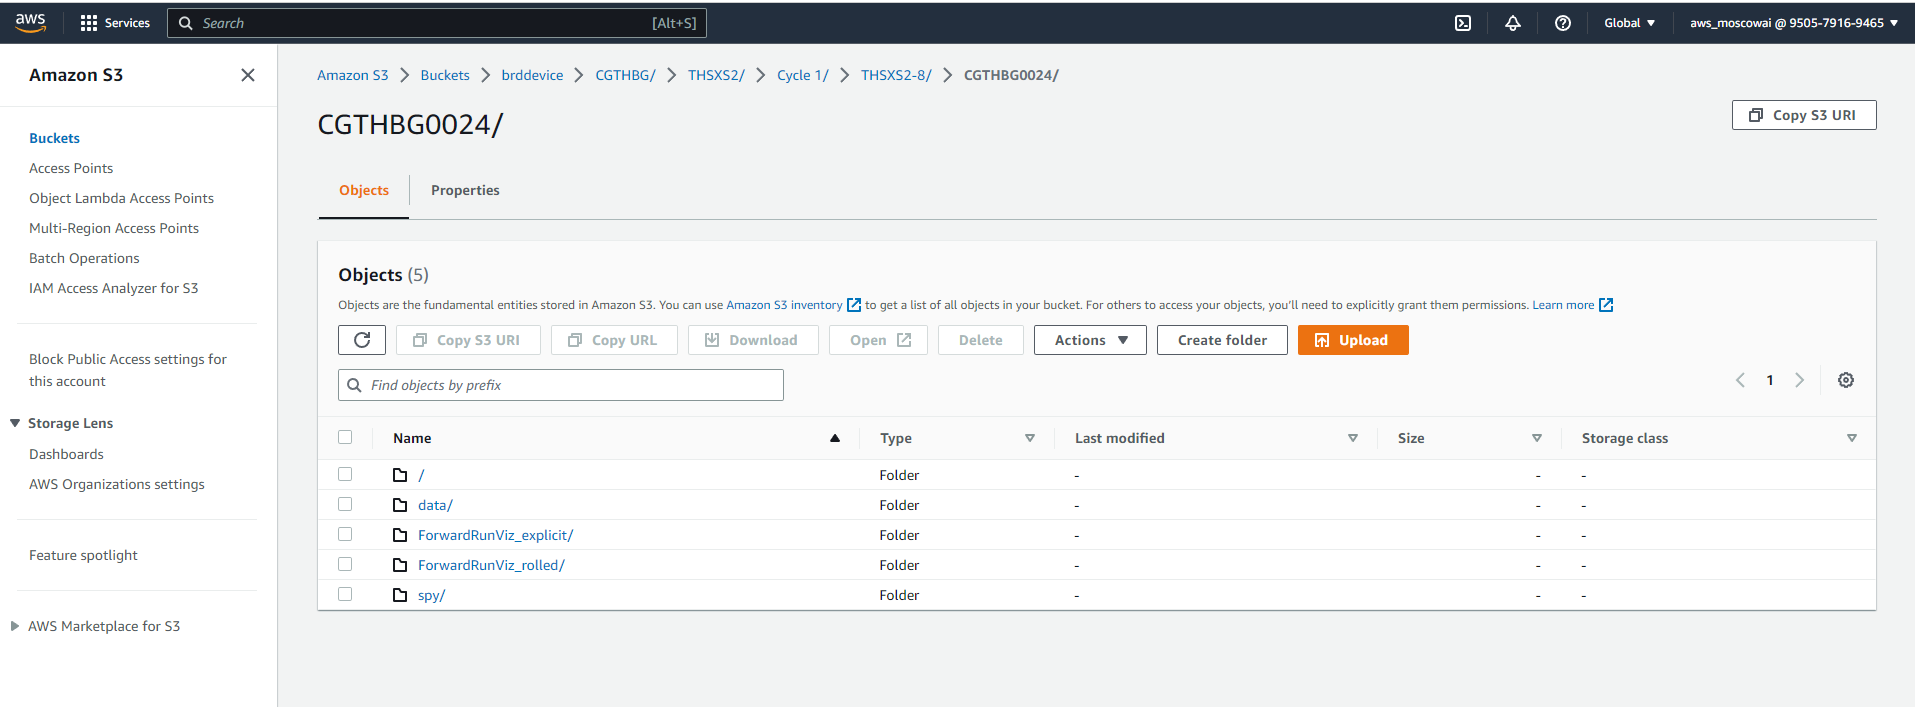 aws Services Search [Alt+S] Global aws_moscowai @ 9505-7916-9465
Amazon S3
Buckets
Access Points
Object Lambda Access Points
Multi-Region Access Points
Batch Operations
IAM Access Analyzer for S3
Block Public Access settings for
this account
Storage Lens
Dashboards
AWS Organizations settings
Feature spotlight
AWS Marketplace for S3
Amazon S3 Buckets brddevice CGTHBG/ THSXS2/ Cycle 1/ THSXS2-8/ CGTHBG0024/
CGTHBG0024/
Copy S3 URI
Objects Properties
Objects (5)
Objects are the fundamental entities stored in Amazon S3. You can use Amazon S3 inventory to get a list of all objects in your bucket. For others to access your objects, you'll need to explicitly grant them permissions. Learn more
Copy S3 URI Copy URL Download Open Delete Actions Create folder Upload
Find objects by prefix 1
Name Type Last modified Size Storage class
/ Folder - - -
data/ Folder - - -
ForwardRunViz_explicit/ Folder - - -
ForwardRunViz_rolled/ Folder - - -
spy/ Folder - - -